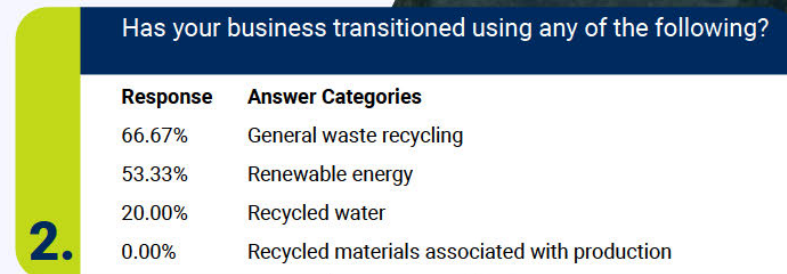 Has your business transitioned using any of the following?
Response Answer Categories
66.67% General waste recycling
53.33% Renewable energy
20.00% Recycled water
0.00% Recycled materials associated with production
2.